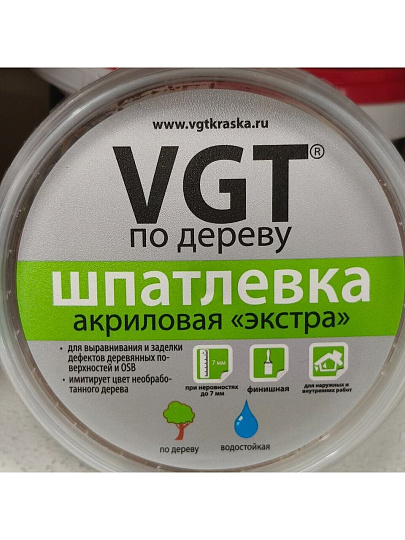 www.vgtkraska.ru
VGT®
по дереву
шпатлевка
акриловая «экстра»
• для выравнивания и заделки
дефектов деревянных по-
верхностей и OSB
• имитирует цвет необрабо-
танного дерева
7 мм
при неровностях
до 7 мм
финишная
для наружных и
внутренних работ
по дереву
водостойкая